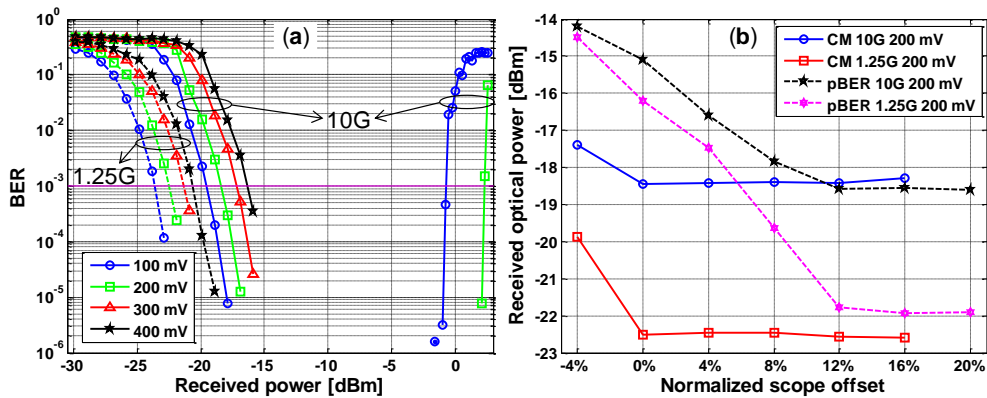 (a)
10^0
10^-1
10^-2
10^-3
10^-4
10^-5
10^-6
BER
10G
1.25G
100 mV
200 mV
300 mV
400 mV
-30 -25 -20 -15 -10 -5 0
Received power [dBm]
(b)
CM 10G 200 mV
CM 1.25G 200 mV
pBER 10G 200 mV
pBER 1.25G 200 mV
-14
-15
-16
-17
-18
-19
-20
-21
-22
-23
Received optical power [dBm]
-4% 0% 4% 8% 12% 16% 20%
Normalized scope offset